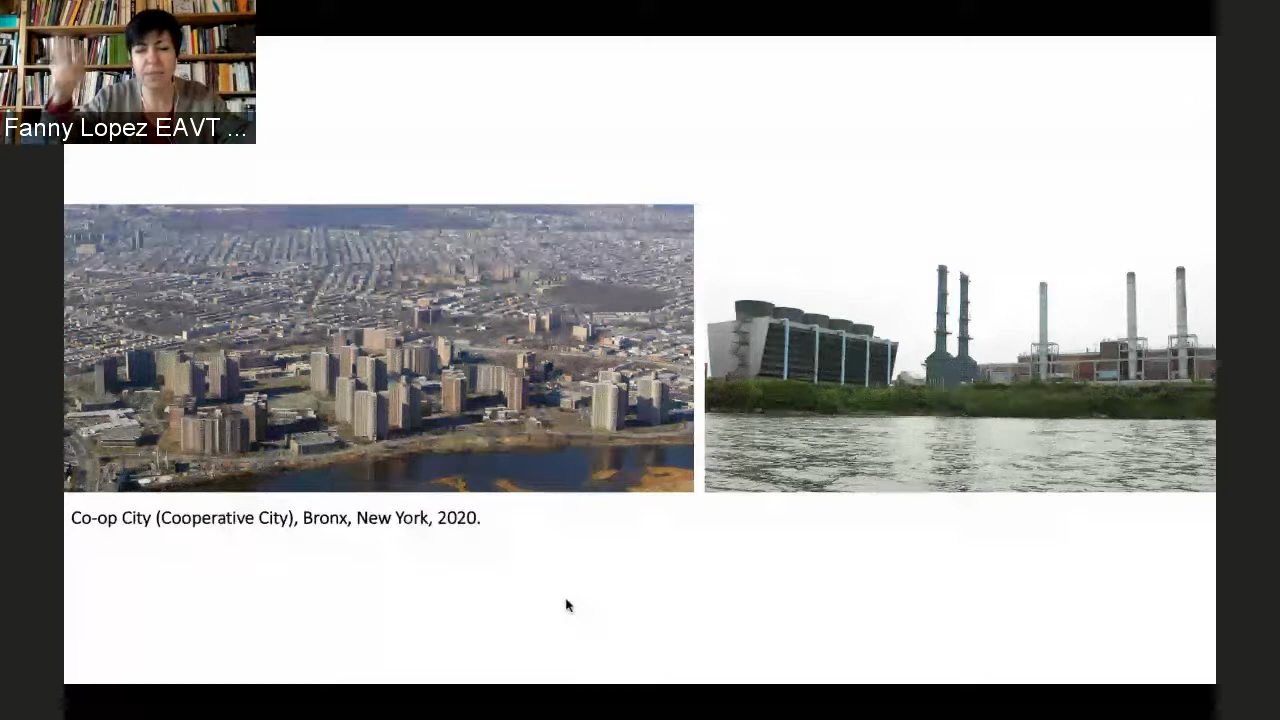 Fanny Lopez EAVT ...
Co-op City (Cooperative City), Bronx, New York, 2020.